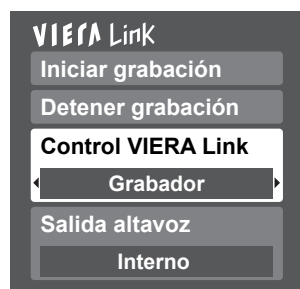 VIERA Link
Iniciar grabación
Detener grabación
Control VIERA Link
Grabador
Salida altavoz
Interno